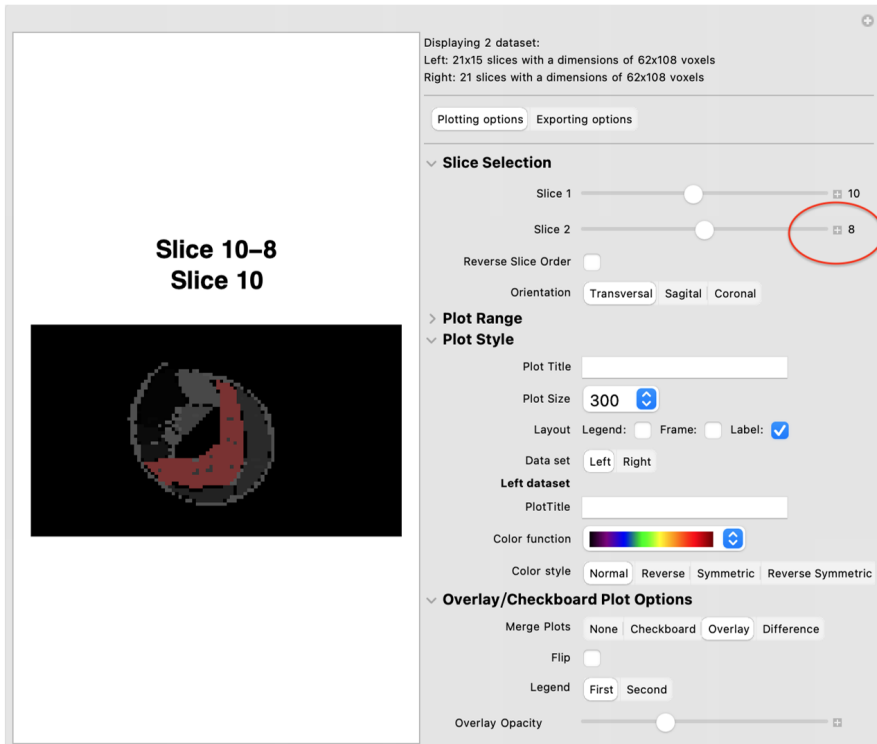 Displaying 2 dataset:
Left: 21x15 slices with a dimensions of 62x108 voxels
Right: 21 slices with a dimensions of 62x108 voxels
Plotting options Exporting options
Slice Selection
Slice 1 10
Slice 2 8
Reverse Slice Order
Orientation Transversal Sagital Coronal
Plot Range
Plot Style
Plot Title
Plot Size 300
Layout Legend: Frame: Label:
Data set Left Right
Left dataset
PlotTitle
Color function
Color style Normal Reverse Symmetric Reverse Symmetric
Overlay/Checkboard Plot Options
Merge Plots None Checkboard Overlay Difference
Flip
Legend First Second
Overlay Opacity
Slice 10–8
Slice 10